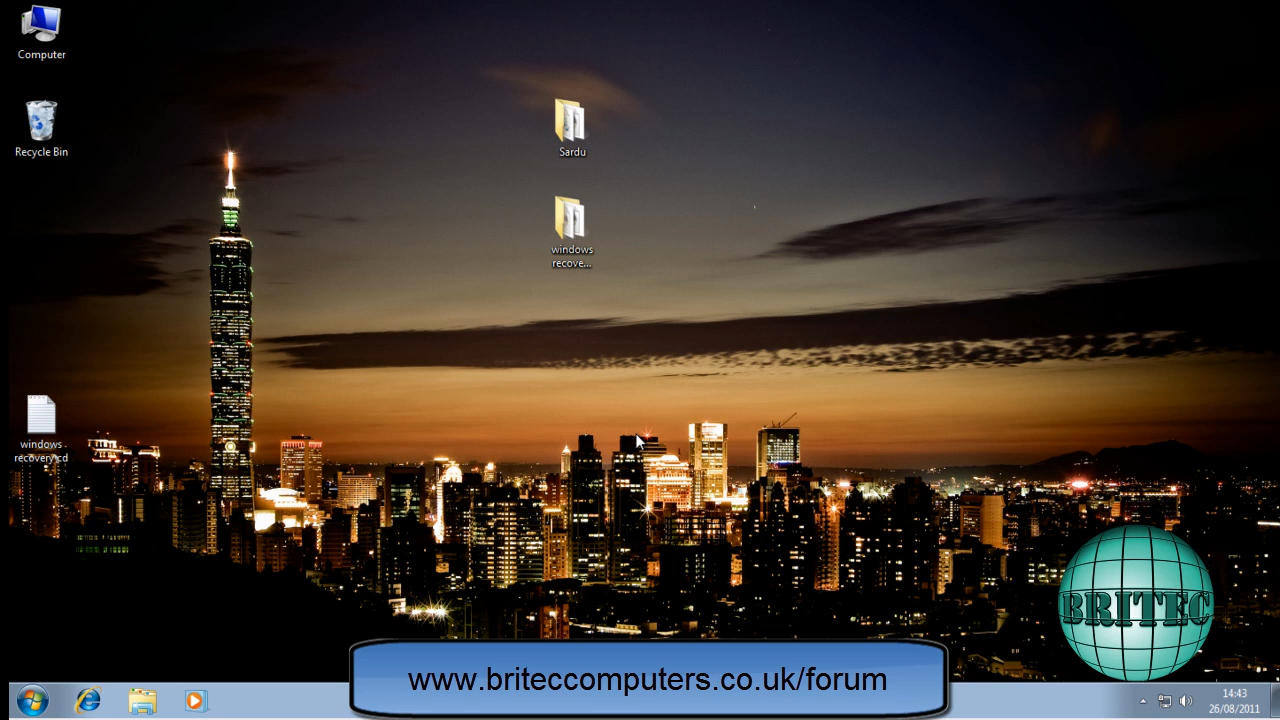 Computer
Recycle Bin
Sardu
windows
recove...
windows
recovery cd
BRITEC
www.briteccomputers.co.uk/forum
14:43
26/08/2011